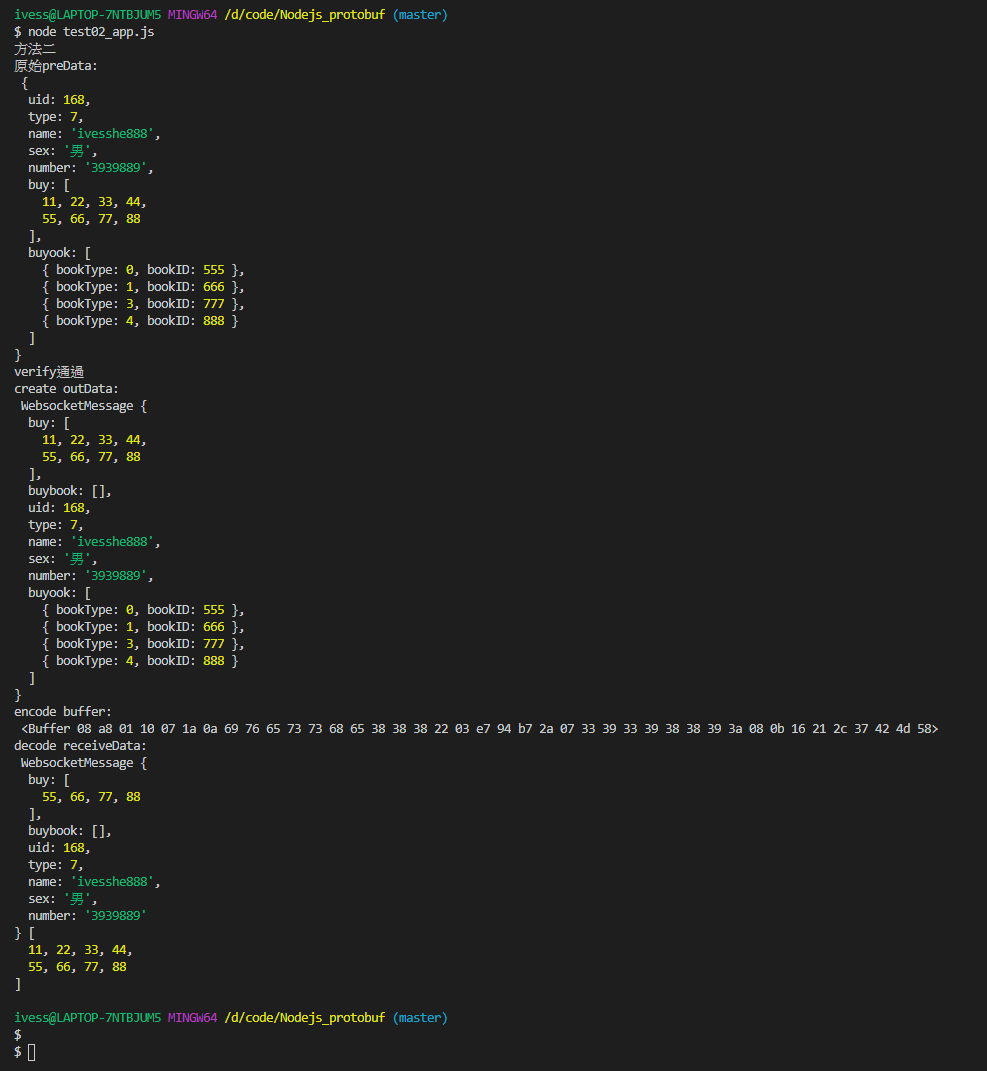 ivess@LAPTOP-7NTBJUM5 MINGW64 /d/code/Nodejs_protobuf (master)
$ node test02_app.js
方法二
原始preData:
 {
  uid: 168,
  type: 7,
  name: 'ivesshe888',
  sex: '男',
  number: '3939889',
  buy: [
    11, 22, 33, 44,
    55, 66, 77, 88
  ],
  buyook: [
    { bookType: 0, bookID: 555 },
    { bookType: 1, bookID: 666 },
    { bookType: 3, bookID: 777 },
    { bookType: 4, bookID: 888 }
  ]
}
verify通過
create outData:
 WebsocketMessage {
  buy: [
    11, 22, 33, 44,
    55, 66, 77, 88
  ],
  buybook: [],
  uid: 168,
  type: 7,
  name: 'ivesshe888',
  sex: '男',
  number: '3939889',
  buyook: [
    { bookType: 0, bookID: 555 },
    { bookType: 1, bookID: 666 },
    { bookType: 3, bookID: 777 },
    { bookType: 4, bookID: 888 }
  ]
}
encode buffer:
 <Buffer 08 a8 01 10 07 1a 0a 69 76 65 73 73 68 65 38 38 38 22 03 e7 94 b7 2a 07 33 39 33 39 38 38 39 3a 08 0b 16 21 2c 37 42 4d 58>
decode receiveData:
 WebsocketMessage {
  buy: [
    55, 66, 77, 88
  ],
  buybook: [],
  uid: 168,
  type: 7,
  name: 'ivesshe888',
  sex: '男',
  number: '3939889'
} [
  11, 22, 33, 44,
  55, 66, 77, 88
]
ivess@LAPTOP-7NTBJUM5 MINGW64 /d/code/Nodejs_protobuf (master)
$
$